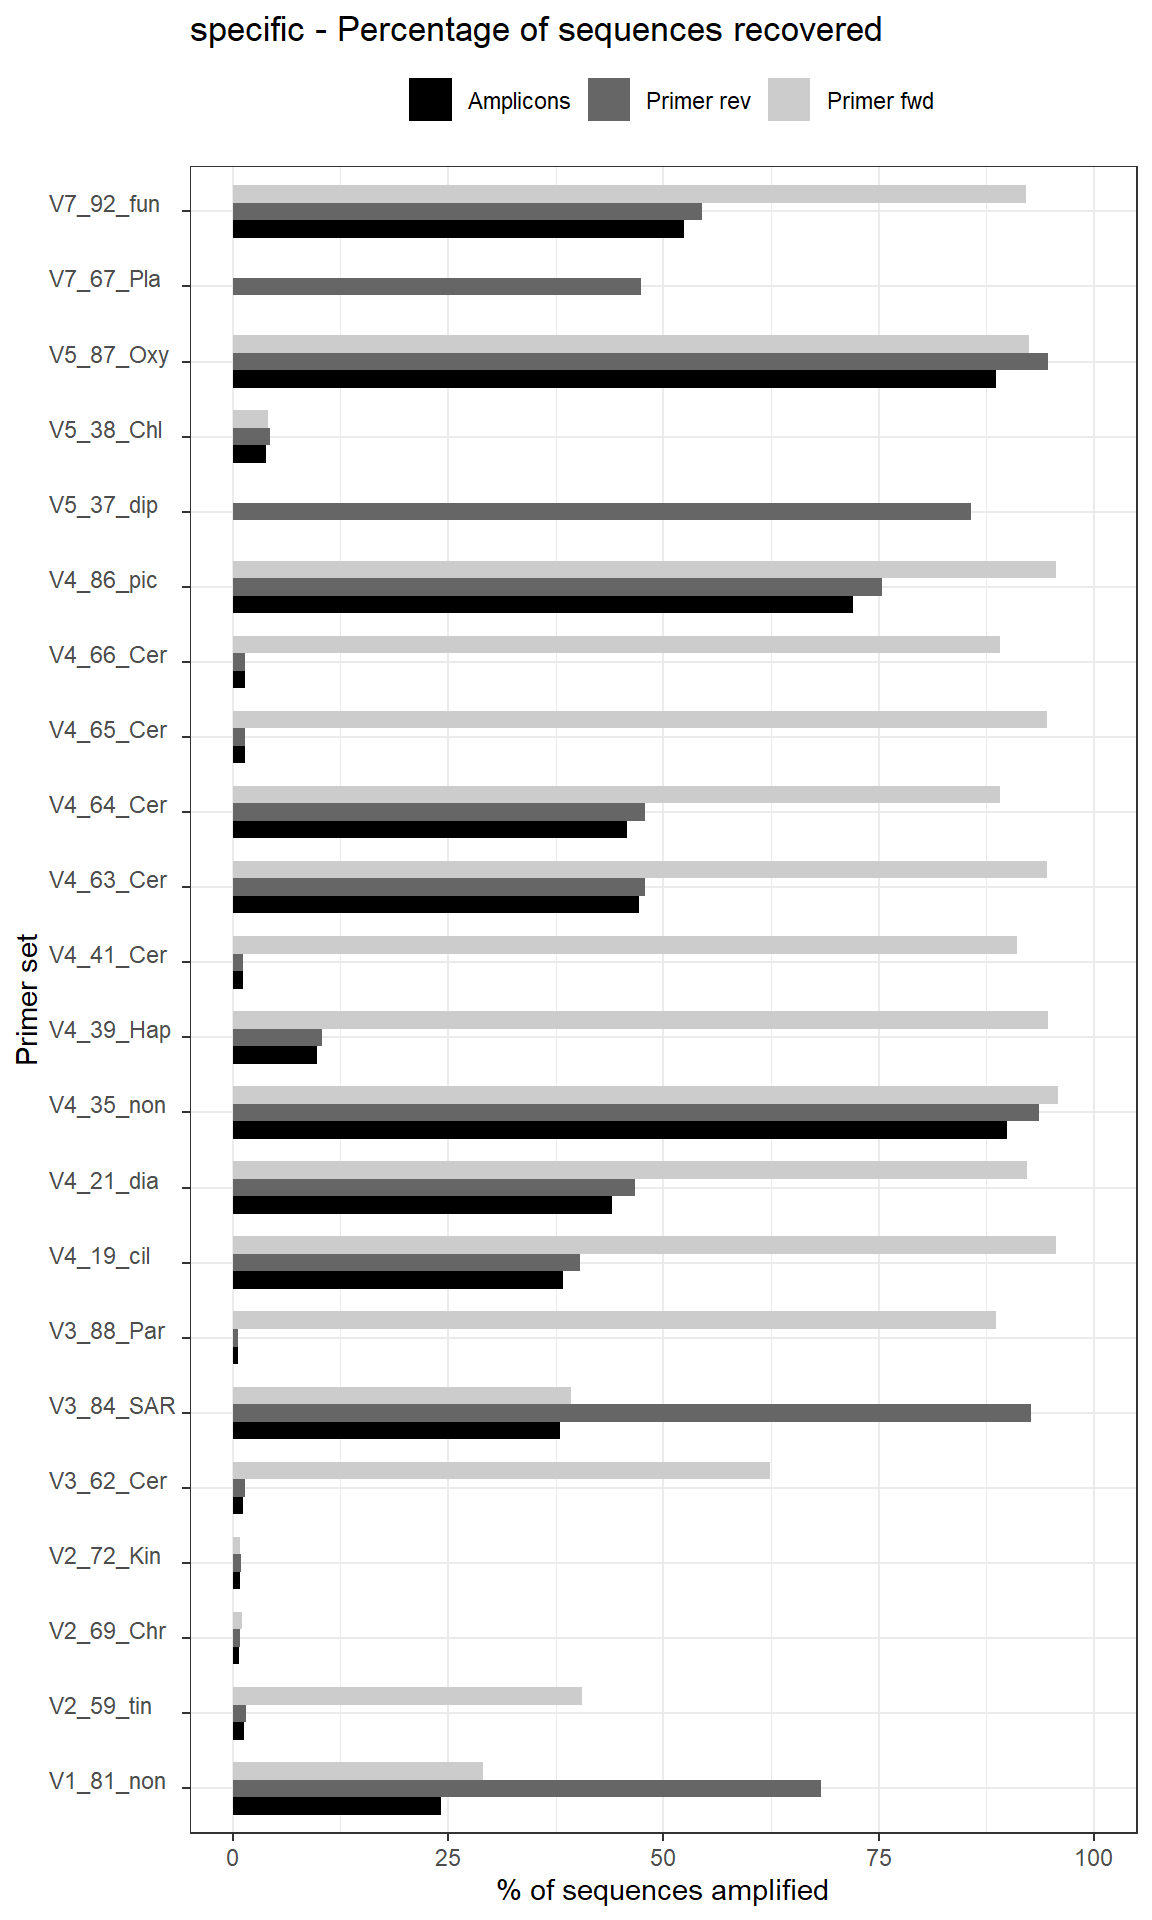 specific - Percentage of sequences recovered
Amplicons Primer rev Primer fwd
V7_92_fun
V7_67_Pla
V5_87_Oxy
V5_38_Chl
V5_37_dip
V4_86_pic
V4_66_Cer
V4_65_Cer
V4_64_Cer
V4_63_Cer
V4_41_Cer
V4_39_Hap
V4_35_non
V4_21_dia
V4_19_cil
V3_88_Par
V3_84_SAR
V3_62_Cer
V2_72_Kin
V2_69_Chr
V2_59_tin
V1_81_non
Primer set
0 25 50 75 100
% of sequences amplified